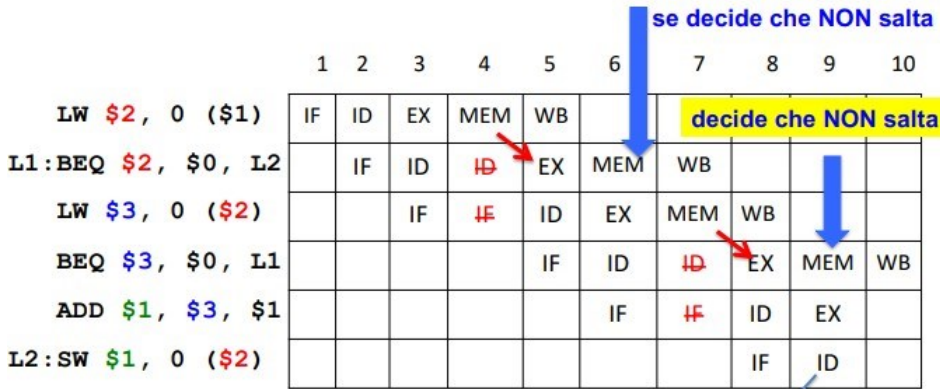 se decide che NON salta
1 2 3 4 5 6 7 8 9 10
LW $2, 0 ($1) IF ID EX MEM WB
decide che NON salta
L1:BEQ $2, $0, L2 IF ID ID EX MEM WB
LW $3, 0 ($2) IF IF ID EX MEM WB
BEQ $3, $0, L1 IF ID ID EX MEM WB
ADD $1, $3, $1 IF IF ID EX
L2:SW $1, 0 ($2) IF ID